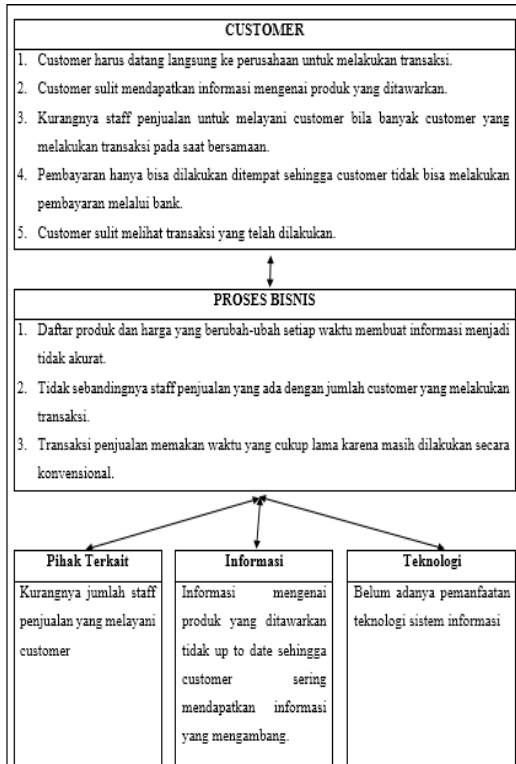 CUSTOMER
1. Customer harus datang langsung ke perusahaan untuk melakukan transaksi.
2. Customer sulit mendapatkan informasi mengenai produk yang ditawarkan.
3. Kurangnya staff penjualan untuk melayani customer bila banyak customer yang
melakukan transaksi pada saat bersamaan.
4. Pembayaran hanya bisa dilakukan ditempat sehingga customer tidak bisa melakukan
pembayaran melalui bank.
5. Customer sulit melihat transaksi yang telah dilakukan.
PROSES BISNIS
1. Daftar produk dan harga yang berubah-ubah setiap waktu membuat informasi menjadi
tidak akurat.
2. Tidak sebandingnya staff penjualan yang ada dengan jumlah customer yang melakukan
transaksi.
3. Transaksi penjualan memakan waktu yang cukup lama karena masih dilakukan secara
konvensional.
Pihak Terkait
Kurangnya jumlah staff
penjualan yang melayani
customer
Informasi
Informasi mengenai
produk yang ditawarkan
tidak up to date sehingga
customer sering
mendapatkan informasi
yang mengambang.
Teknologi
Belum adanya pemanfaatan
teknologi sistem informasi